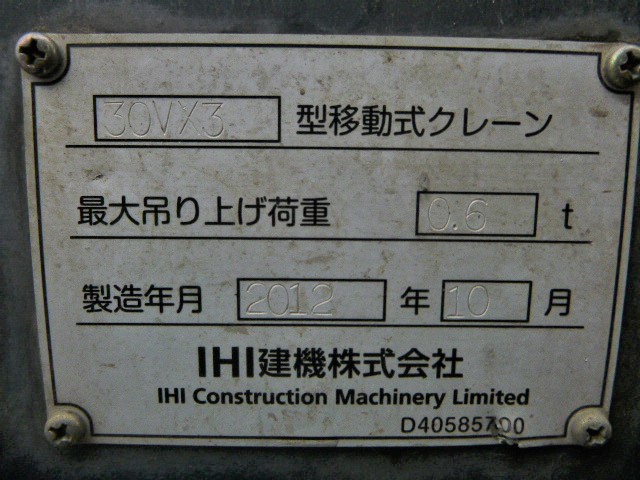 30VX3 型移動式クレーン
最大吊り上げ荷重 0.6 t
製造年月 2012 年 10 月
IHI建機株式会社
IHI Construction Machinery Limited
D40585700